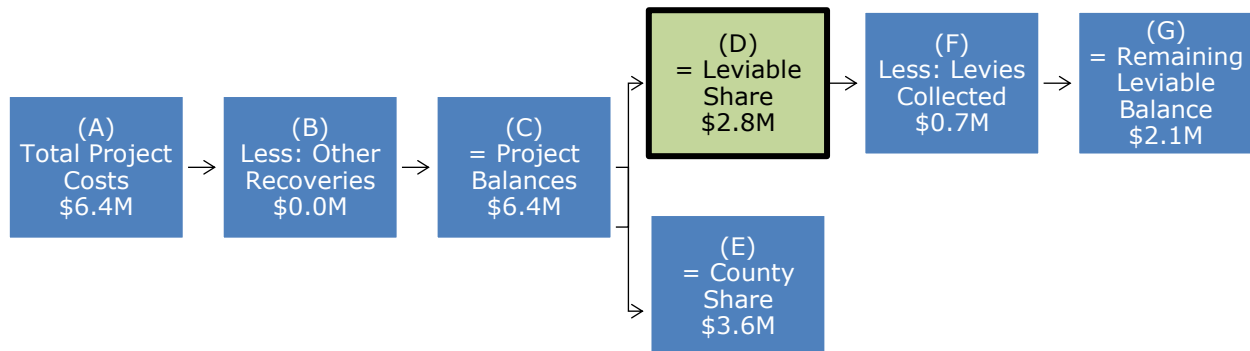 (A)
Total Project
Costs
$6.4M
(B)
Less: Other
Recoveries
$0.0M
(C)
= Project
Balances
$6.4M
(D)
= Leviable
Share
$2.8M
(E)
= County
Share
$3.6M
(F)
Less: Levies
Collected
$0.7M
(G)
= Remaining
Leviable
Balance
$2.1M